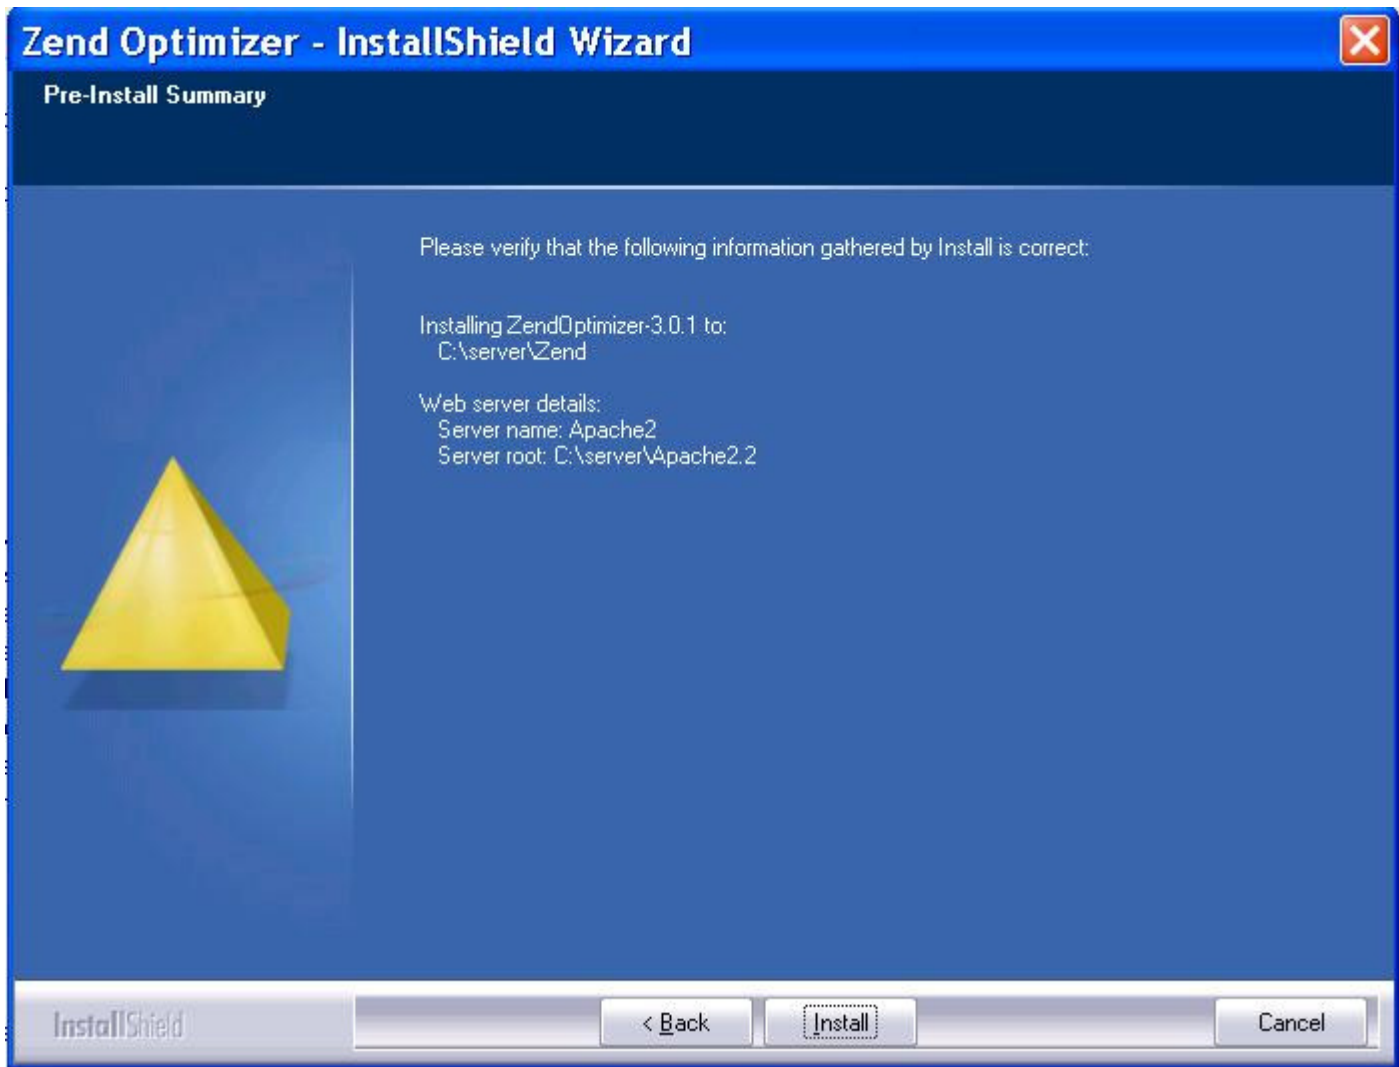 Zend Optimizer - InstallShield Wizard
Pre-Install Summary
Please verify that the following information gathered by Install is correct:
Installing ZendOptimizer-3.0.1 to:
C:\server\Zend
Web server details:
Server name: Apache2
Server root: C:\server\Apache2.2
InstallShield
< Back
Install
Cancel